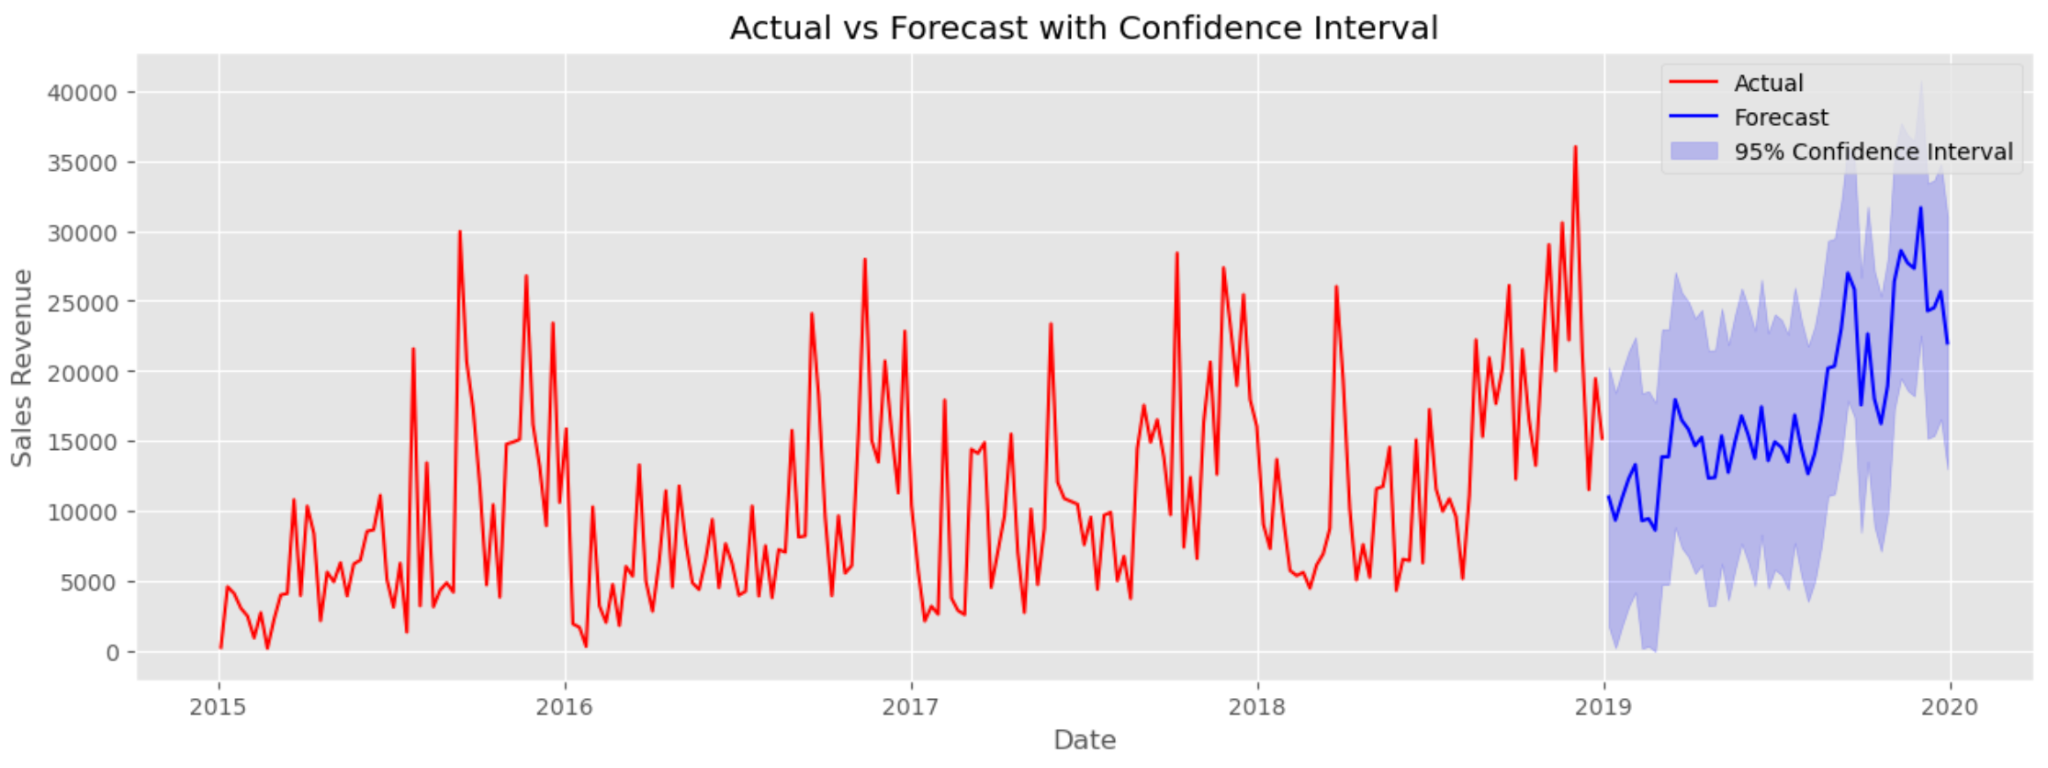 Actual vs Forecast with Confidence Interval
Actual
Forecast
95% Confidence Interval
Sales Revenue
40000
35000
30000
25000
20000
15000
10000
5000
0
2015 2016 2017 2018 2019 2020
Date